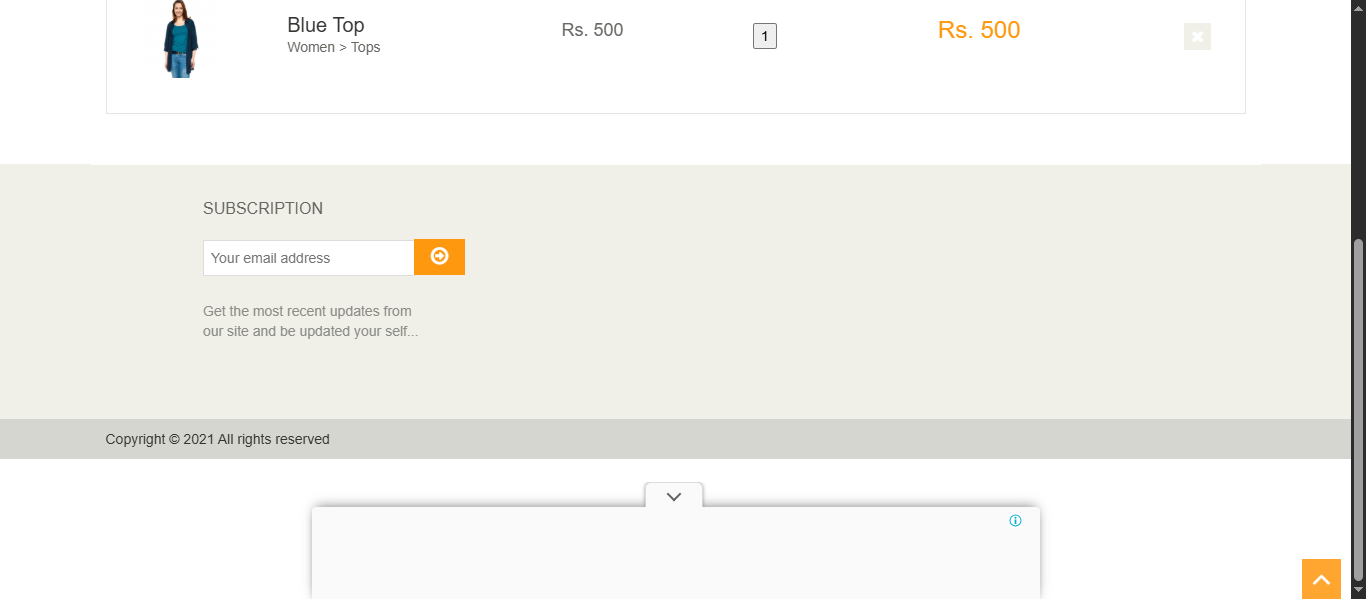 Blue Top
Women > Tops
Rs. 500
1
Rs. 500
SUBSCRIPTION
Your email address
Get the most recent updates from
our site and be updated your self...
Copyright © 2021 All rights reserved